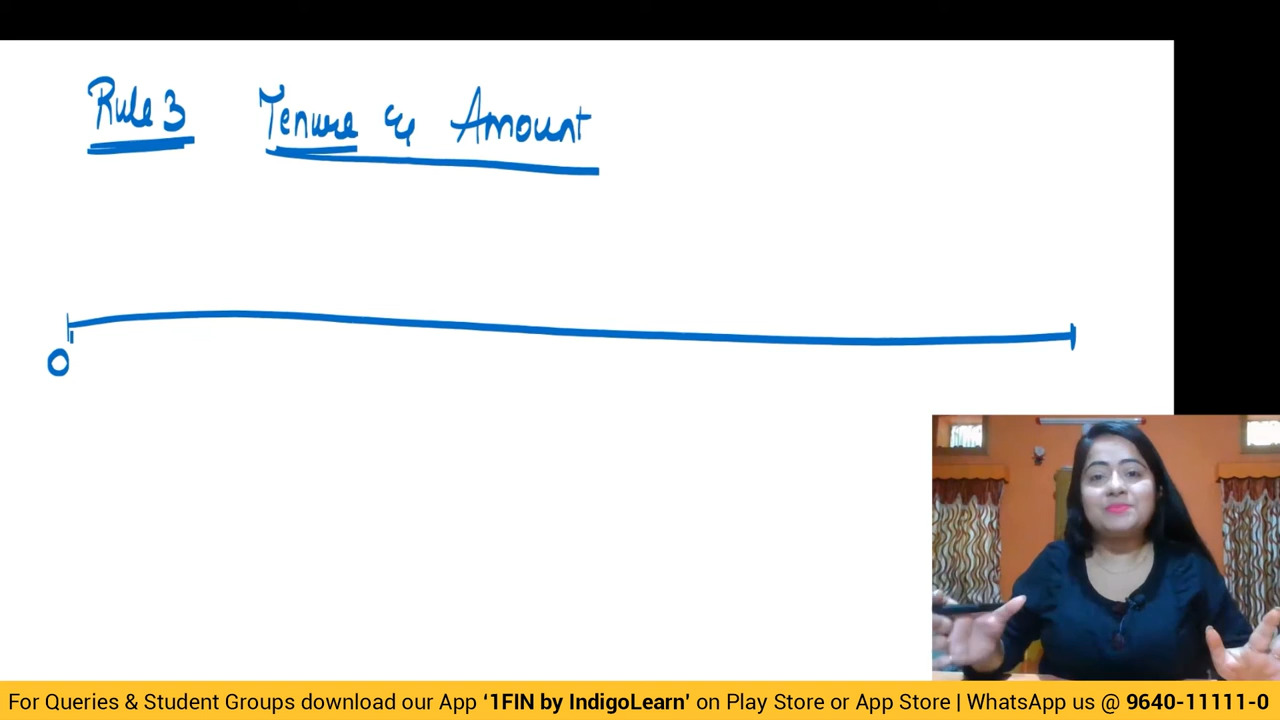 Rule 3 Tenure & Amount
0
For Queries & Student Groups download our App ‘1FIN by IndigoLearn’ on Play Store or App Store | WhatsApp us @ 9640-11111-0